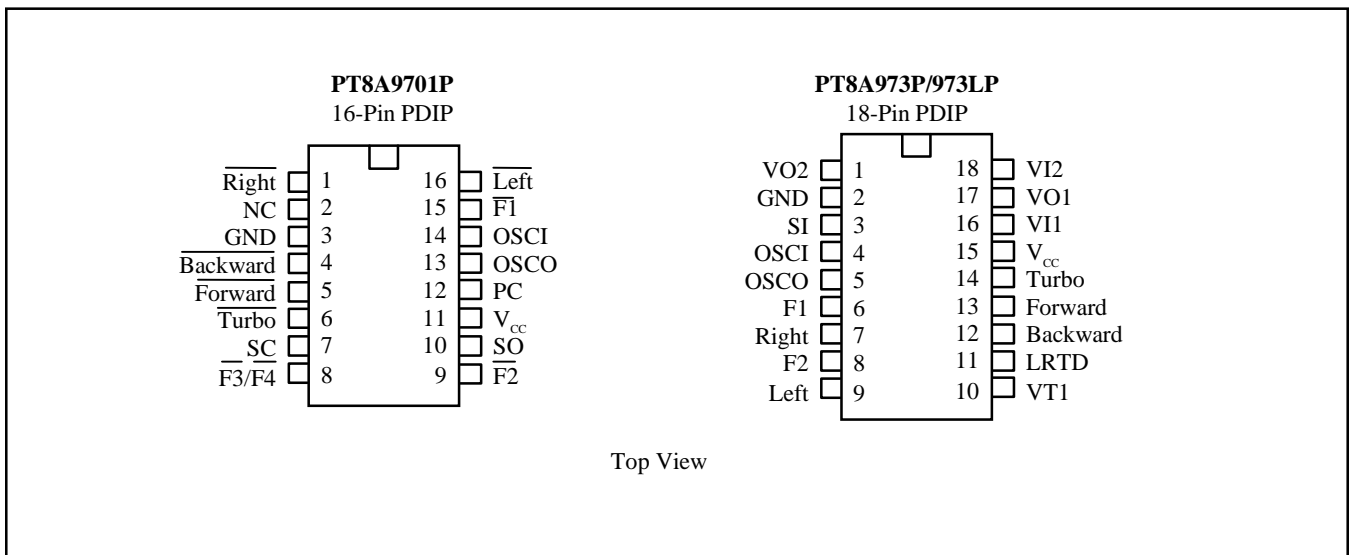 PT8A9701P
16-Pin PDIP
Right 1 16 Left
NC 2 15 F1
GND 3 14 OSCI
Backward 4 13 OSCO
Forward 5 12 PC
Turbo 6 11 VCC
SC 7 10 SO
F3/F4 8 9 F2
PT8A973P/973LP
18-Pin PDIP
VO2 1 18 VI2
GND 2 17 VO1
SI 3 16 VI1
OSCI 4 15 VCC
OSCO 5 14 Turbo
F1 6 13 Forward
Right 7 12 Backward
F2 8 11 LRTD
Left 9 10 VT1
Top View